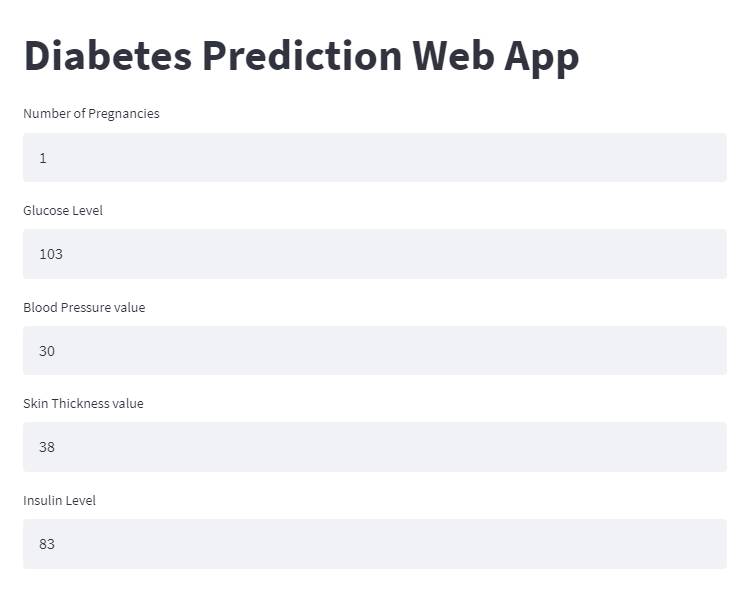 Diabetes Prediction Web App
Number of Pregnancies
1
Glucose Level
103
Blood Pressure value
30
Skin Thickness value
38
Insulin Level
83